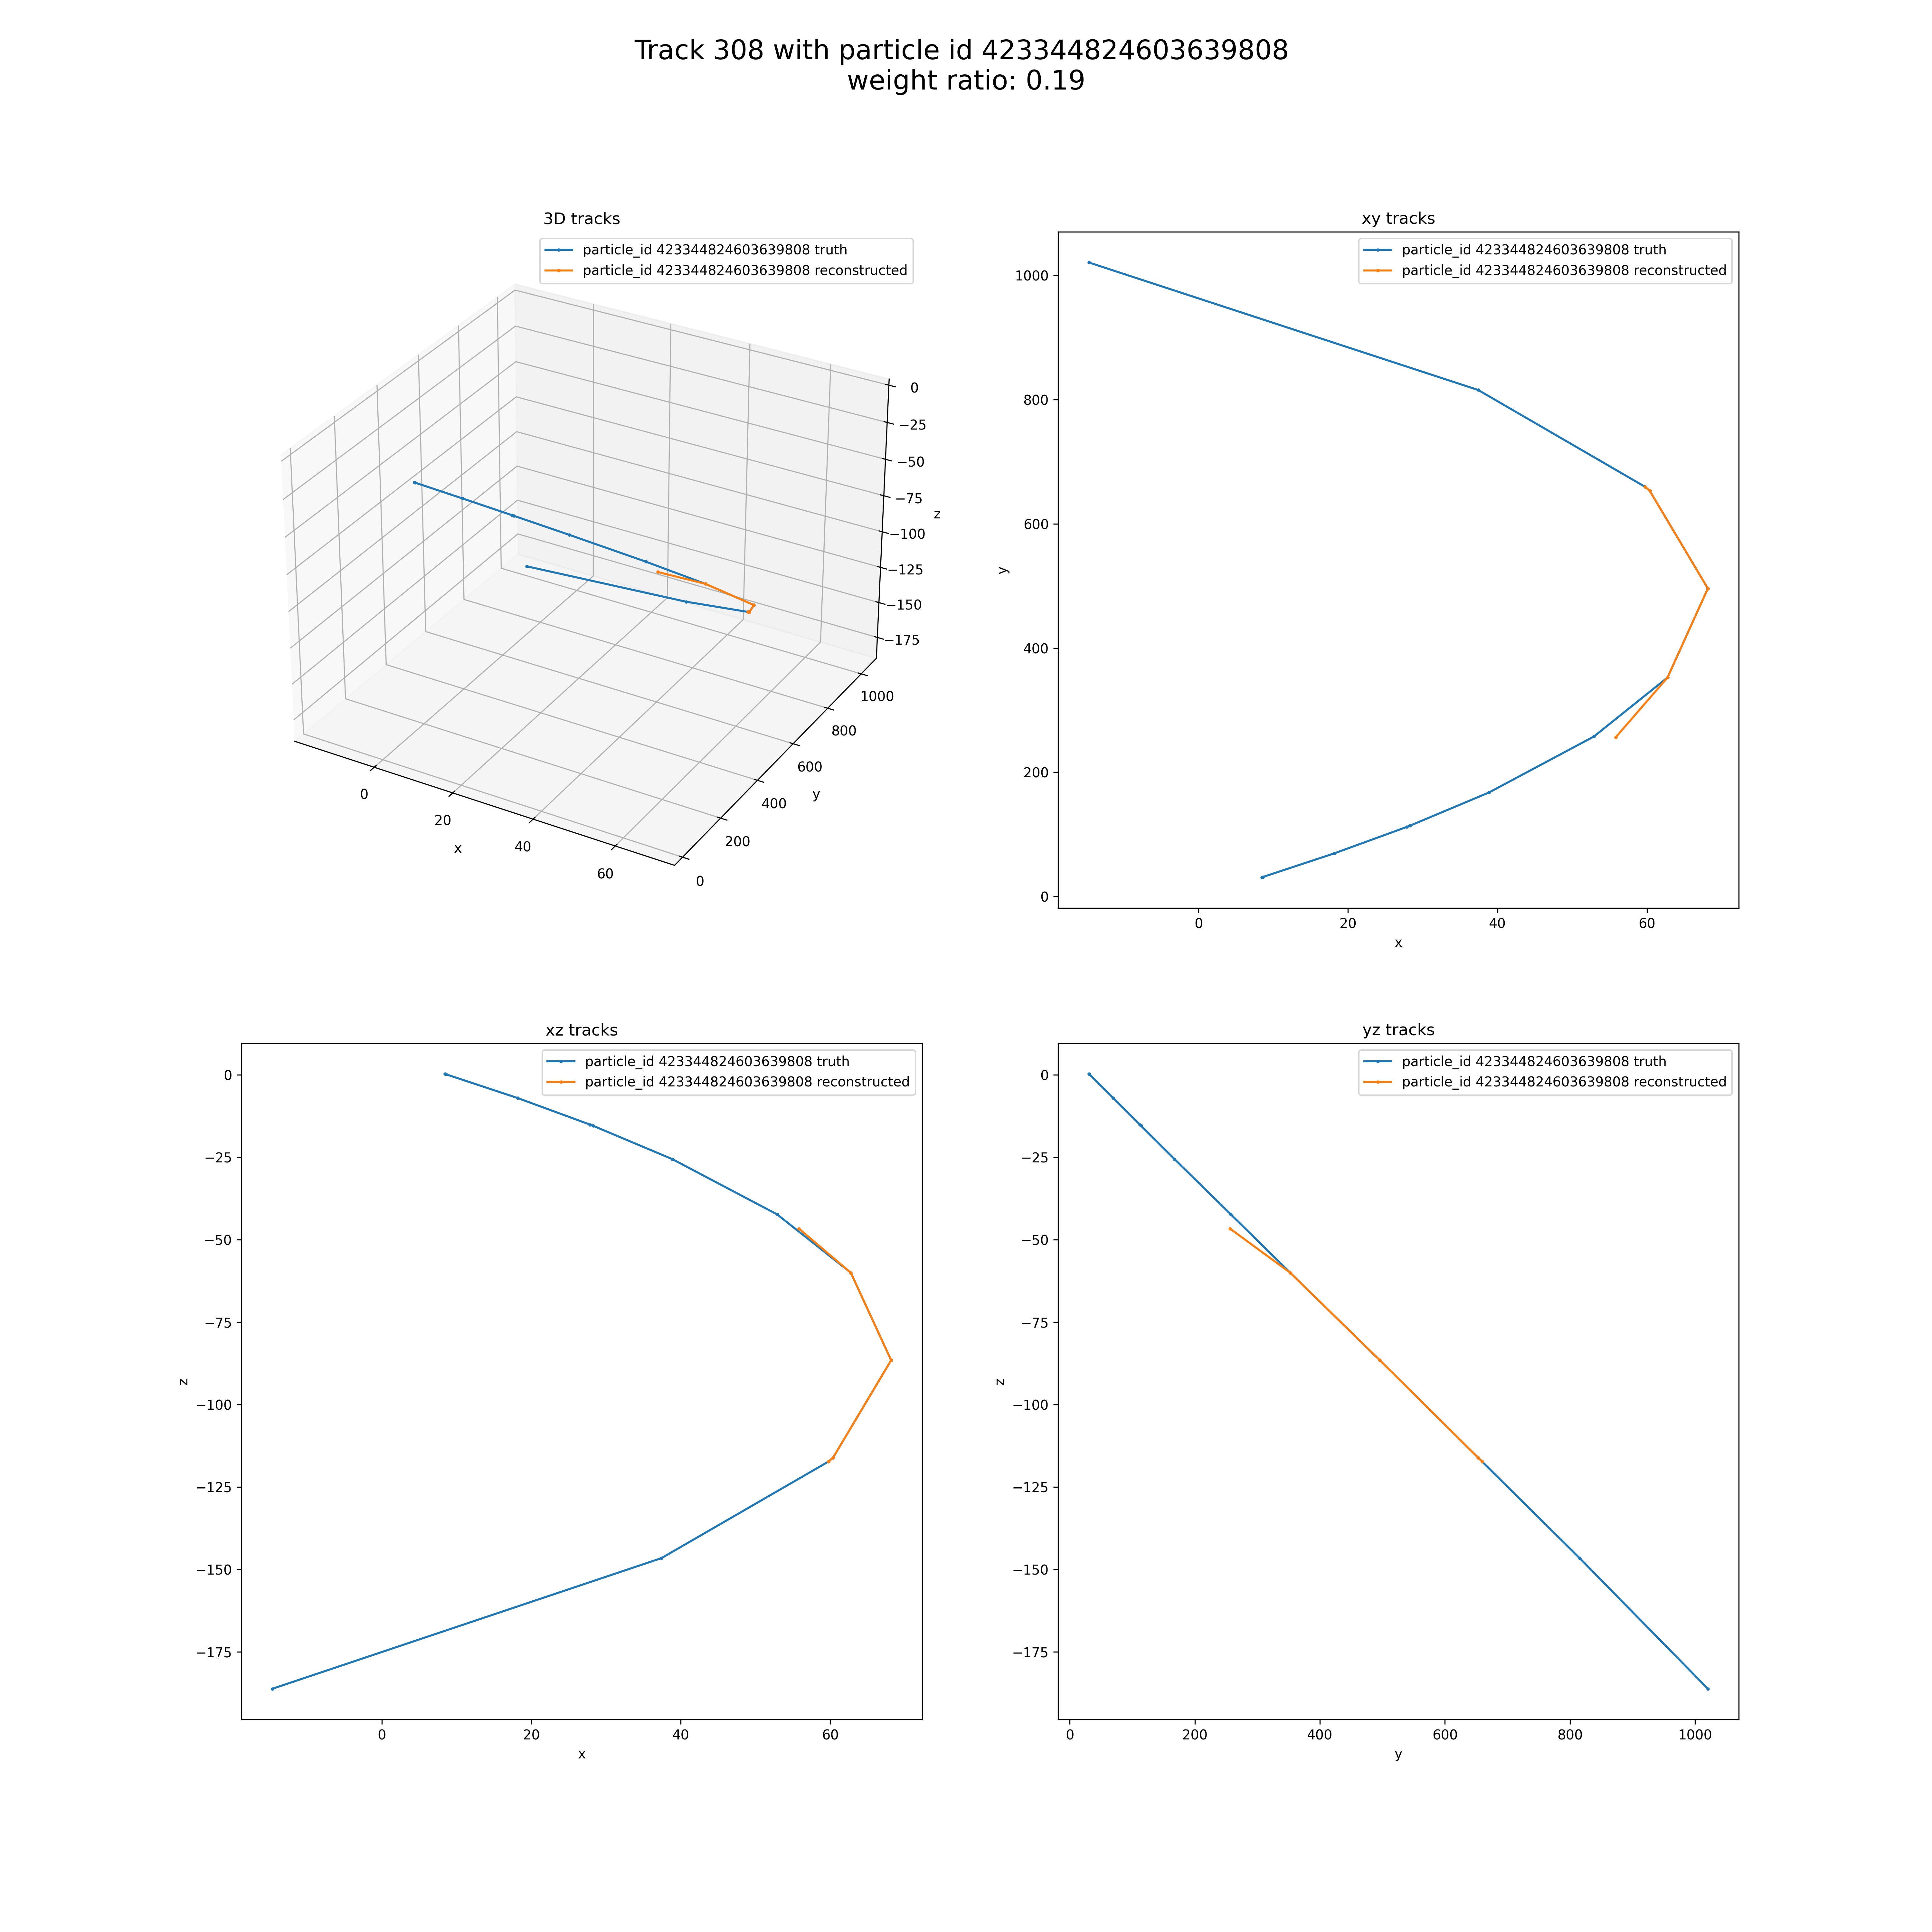 Track 308 with particle id 423344824603639808
weight ratio: 0.19
3D tracks
particle_id 423344824603639808 truth
particle_id 423344824603639808 reconstructed
0
−25
−50
−75
−100
−125
−150
−175
z
1000
800
600
400
200
0
y
0
20
40
60
x
xy tracks
particle_id 423344824603639808 truth
particle_id 423344824603639808 reconstructed
1000
800
600
400
200
0
y
0 20 40 60
x
xz tracks
particle_id 423344824603639808 truth
particle_id 423344824603639808 reconstructed
0
−25
−50
−75
−100
−125
−150
−175
z
0 20 40 60
x
yz tracks
particle_id 423344824603639808 truth
particle_id 423344824603639808 reconstructed
0
−25
−50
−75
−100
−125
−150
−175
z
0 200 400 600 800 1000
y